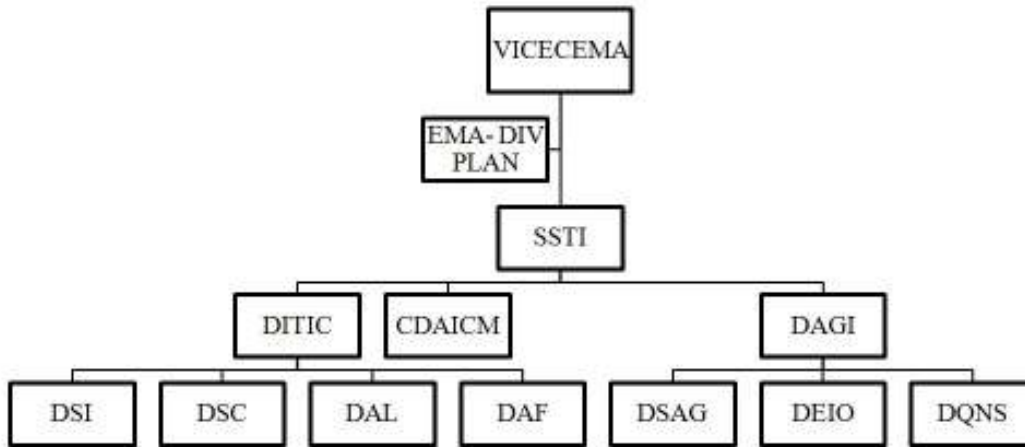 VICECEMA
EMA- DIV
PLAN
SSTI
DITIC
CDAICM
DAGI
DSI
DSC
DAL
DAF
DSAG
DEIO
DQNS